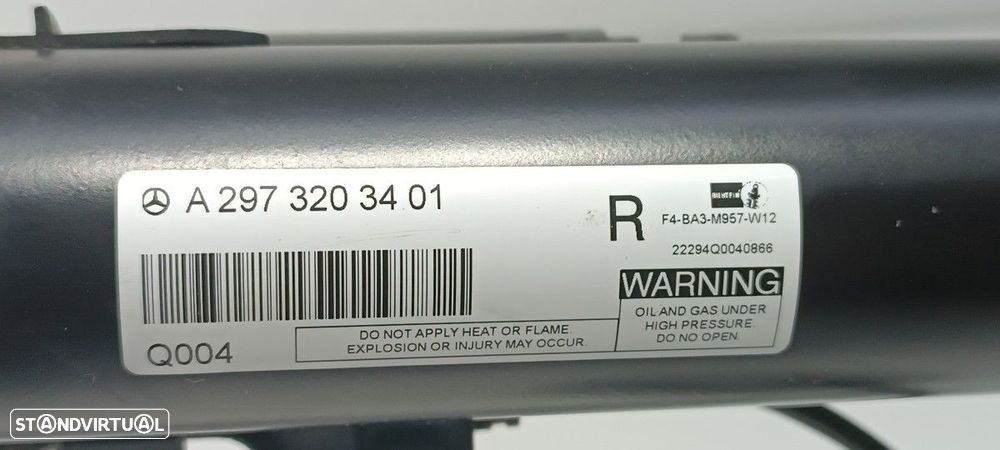 A 297 320 34 01
R
BILSTEIN
F4-BA3-M957-W12
22294Q0040866
WARNING
OIL AND GAS UNDER
HIGH PRESSURE.
DO NO OPEN.
DO NOT APPLY HEAT OR FLAME.
EXPLOSION OR INJURY MAY OCCUR.
Q004
STANDVIRTUAL